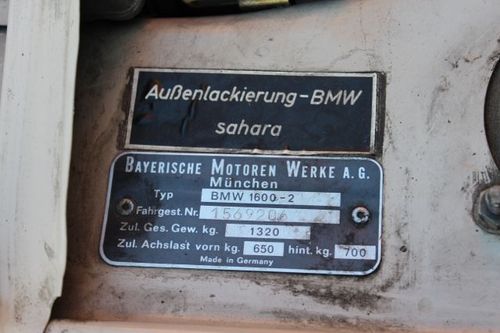 Außenlackierung-BMW
sahara
BAYERISCHE MOTOREN WERKE A.G.
München
Typ BMW 1600-2
Fahrgest. Nr.
Zul. Ges. Gew. kg. 1320
Zul. Achslast vorn kg. 650 hint. kg. 700
Made in Germany